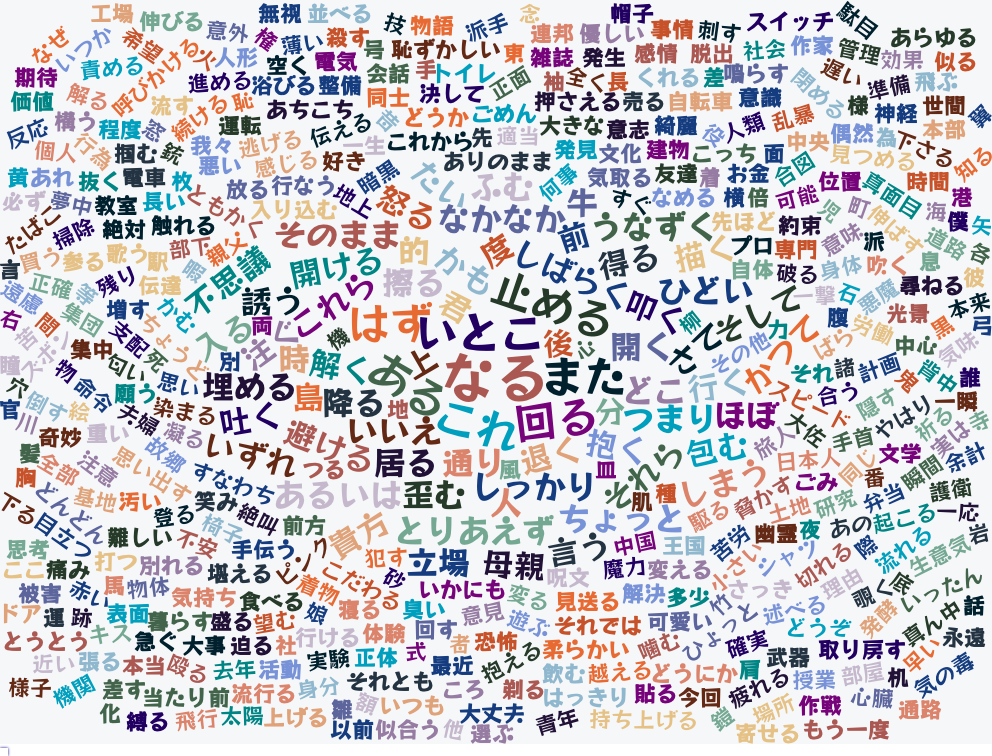 工場 伸びる 意外 権 無視 並べる 技 物語 派手 念 帽子 事情 刺す スイッチ 駄目 あらゆる
なぜ いつか 希望 火 人形 薄い 殺す 号 恥ずかしい 東 連邦 優しい 感情 脱出 社会 作家 管理 効果 似る
期待 責める 呼びかける 進める 空く 電気 会話 手 トイレ 正面 雑誌 発生 袖 全く 長 くれる 差 鳴らす 閉める 遅い 準備 飛ぶ
価値 解る 流す 続ける 恥 浴びる 整備 同士 決して ごめん 押さえる 売る 自転車 意識 様 神経 世間 翼
反応 構う 程度 窓 運転 あちこち 伝える 命 どうか 大きな 意志 綺麗 砂 人類 乱暴 偶然 為 本部
個人 行為 掴む 銃 我々 逃げる 一生 これから 先 適当 発見 文化 建物 こっち 面 中央 見つめる 下さる 知る
悪い 感じる 好き ありのまま 気取る 友達 着 お金 合図
黄 あれ 抜く 電車 枚 放る 行なう 地上 暗黒 怒る だい ふむ 何事 牛 すぐ なめる 横 倍 可能 位置 真面目 時間 港
必ず 夢中 教室 長い ともかく 入り込む なかなか 前 うなずく 先ほど 約束 児 町 伸ばす 海 僕 矢
たばこ 掃除 絶対 触れる 親父 そのまま 的 度 しばらく 得る 描く プロ 専門 意味 派 道路 各
言 買う 参る 歌う 駅 部下 不思議 開ける かも 自体 破る 身体 吹く 息 彼
遠慮 正確 等 残り 伝達 喉 誘う これら 擦る 君 止める 叩く ひどい 一撃 石 悪魔 尋ねる
右 問い 集団 増す かむ 入る 両 ど はず いとこ 後 楽 さて そして 力 腹 労働 光景 本来 弓
瞳 拒む 集中 支配 ちょうど 別 注 時 機 解く 上 心 開く その他 うて ばら 中心 黒 気味
穴 べ 物 命令 匂い 死 思い 埋める 島 降る ある なる また どこ 行く か それ 諸 計画 鬼 背中 誰
官 川 倒す 絵 夫婦 願う 染まる 吐く 地 これ 回る 分 つまり ほぼ スピード 合う 隠す やはり 一瞬
髪 奇妙 重い 凝る いずれ 避ける いいえ 抱く 包む 旅人 大佐 手首 祈る 実は 寺
胸 全部 注意 故郷 思い出す すなわち つる 居る 通り 風 退く 皿 それら 日本人 同じ 番 文学 瞬間 余計
どんどん 基地 汚い 笑み あるいは 歪む しっかり 肌 種 しまう 脅かす ごみ 弁当 護衛
下る 目立つ 登る 絶叫 前方 人 ちょっと 駆る 土地 研究 あの 起こる 一応
思考 難しい 不安 椅子 貴方 とりあえず 中国 王国 苦労 幽霊 夜 際 流れる 岩
ここ 痛み 打つ 別れる 手伝う ピンク 犯す 立場 母親 言う 魔力 変える 小さい シャツ 切れる 底 生意気
被害 赤い 馬 物体 堪える こだわる 砂 いかにも 呪文 解決 多少 さっき 理由 覗く いったん
ドア 運 跡 表面 気持ち 食べる 着物 臭い 変る 見送る 竹 述べる 発酵 真ん中 話
とうとう キス 暮らす 盛る 望む 娘 寝る 回す 意見 遊ぶ それでは 可愛い ひょっと どうぞ 永遠
急ぐ 大事 迫る 社 行ける 体験 者 恐怖 柔らかい 噛む 確実 取り戻す 早い
近い 張る 本当 殴る 去年 活動 実験 正体 式 最近 抱える 飲む 越える どうにか 肩 武器 授業 部屋 机 気の毒
様子 機関 差す 当たり前 流行る 身分 それとも ころ 剃る はっきり 貼る 今回 疲れる 作戦 心臓
化 縛る 飛行 太陽 上げる 雛 額 いつも 大丈夫 青年 持ち上げる 鎧 場所 通路
以前 似合う 他 選ぶ 寄せる もう一度